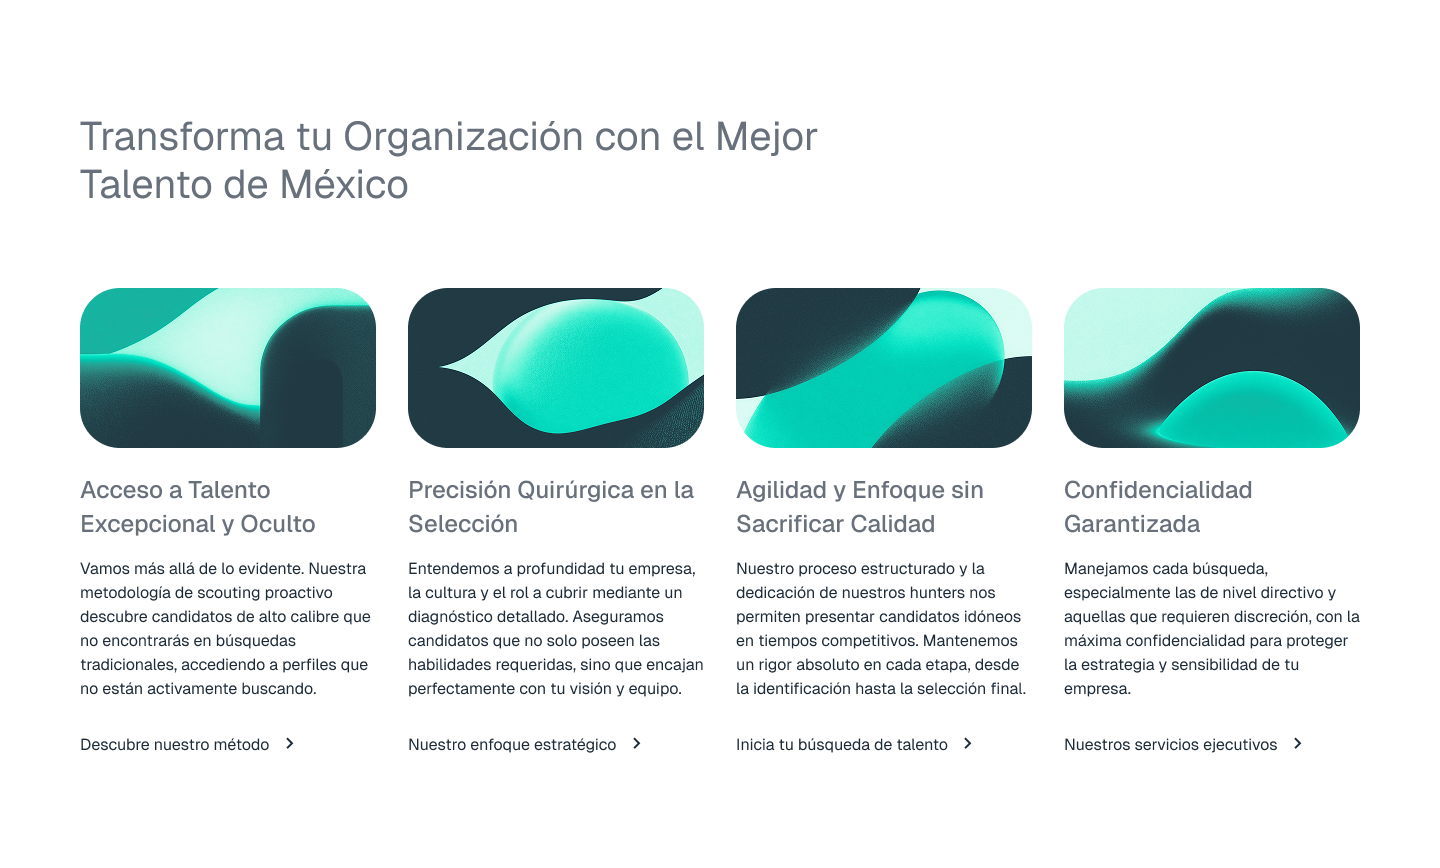 Transforma tu Organización con el Mejor
Talento de México
Acceso a Talento
Excepcional y Oculto
Vamos más allá de lo evidente. Nuestra
metodología de scouting proactivo
descubre candidatos de alto calibre que
no encontrarás en búsquedas
tradicionales, accediendo a perfiles que
no están activamente buscando.
Descubre nuestro método
Precisión Quirúrgica en la
Selección
Entendemos a profundidad tu empresa,
la cultura y el rol a cubrir mediante un
diagnóstico detallado. Aseguramos
candidatos que no solo poseen las
habilidades requeridas, sino que encajan
perfectamente con tu visión y equipo.
Nuestro enfoque estratégico
Agilidad y Enfoque sin
Sacrificar Calidad
Nuestro proceso estructurado y la
dedicación de nuestros hunters nos
permiten presentar candidatos idóneos
en tiempos competitivos. Mantenemos
un rigor absoluto en cada etapa, desde
la identificación hasta la selección final.
Inicia tu búsqueda de talento
Confidencialidad
Garantizada
Manejamos cada búsqueda,
especialmente las de nivel directivo y
aquellas que requieren discreción, con la
máxima confidencialidad para proteger
la estrategia y sensibilidad de tu
empresa.
Nuestros servicios ejecutivos